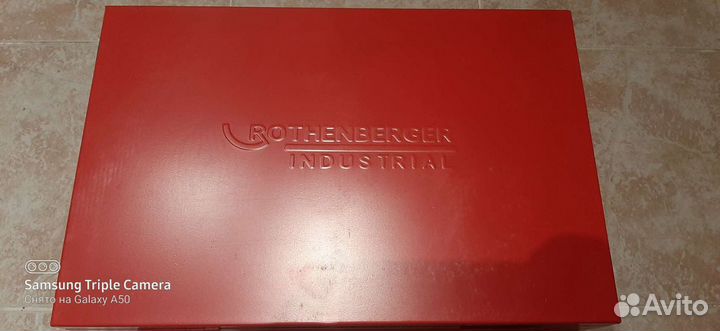 ROTHENBERGER
INDUSTRIAL
Samsung Triple Camera
Снято на Galaxy A50
Avito